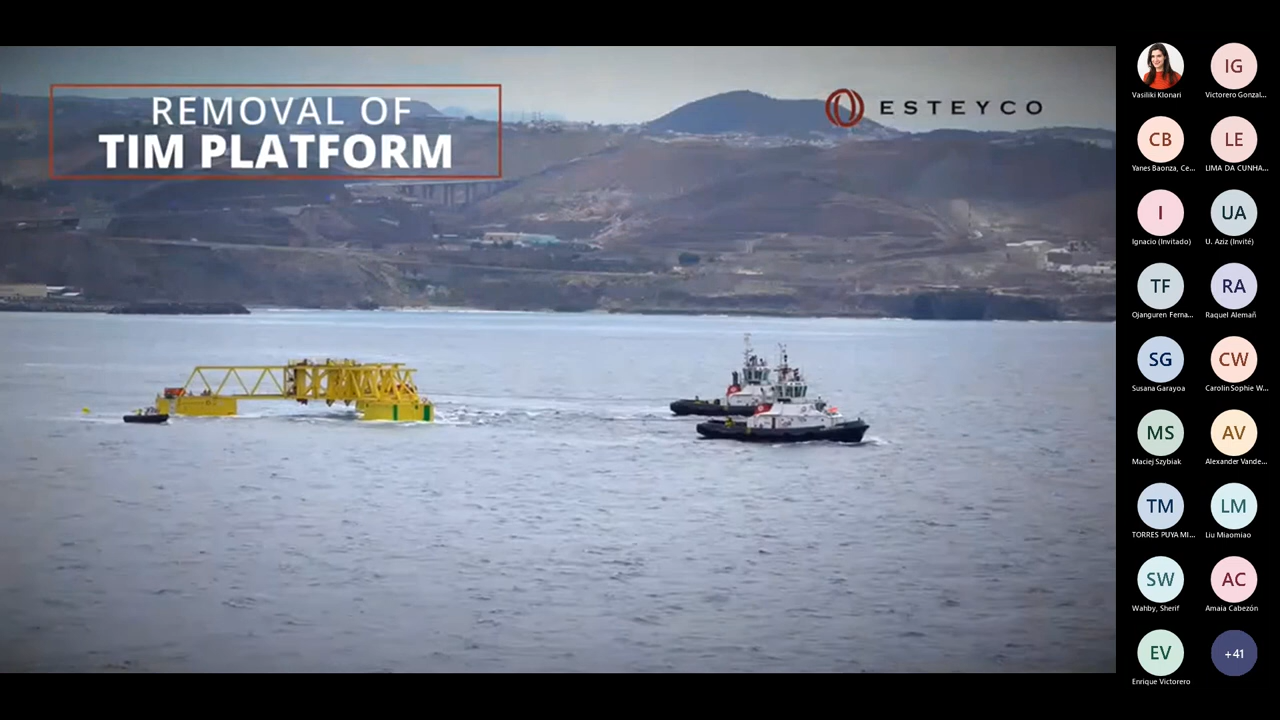 REMOVAL OF
TIM PLATFORM
ESTEYCO
Vasiliki Klonari
IG
Victorero Gonzal...
CB
Yanes Baonza, Ce...
LE
LIMA DA CUNHA...
I
Ignacio (Invitado)
UA
U. Aziz (Invité)
TF
Ojanguren Ferna...
RA
Raquel Alemañ
SG
Susana Garayoa
CW
Carolin Sophie W...
MS
Maciej Szybiak
AV
Alexander Vande...
TM
TORRES PUYA MI...
LM
Liu Miaomiao
SW
Wahby, Sherif
AC
Amaia Cabezón
EV
Enrique Victorero
+41